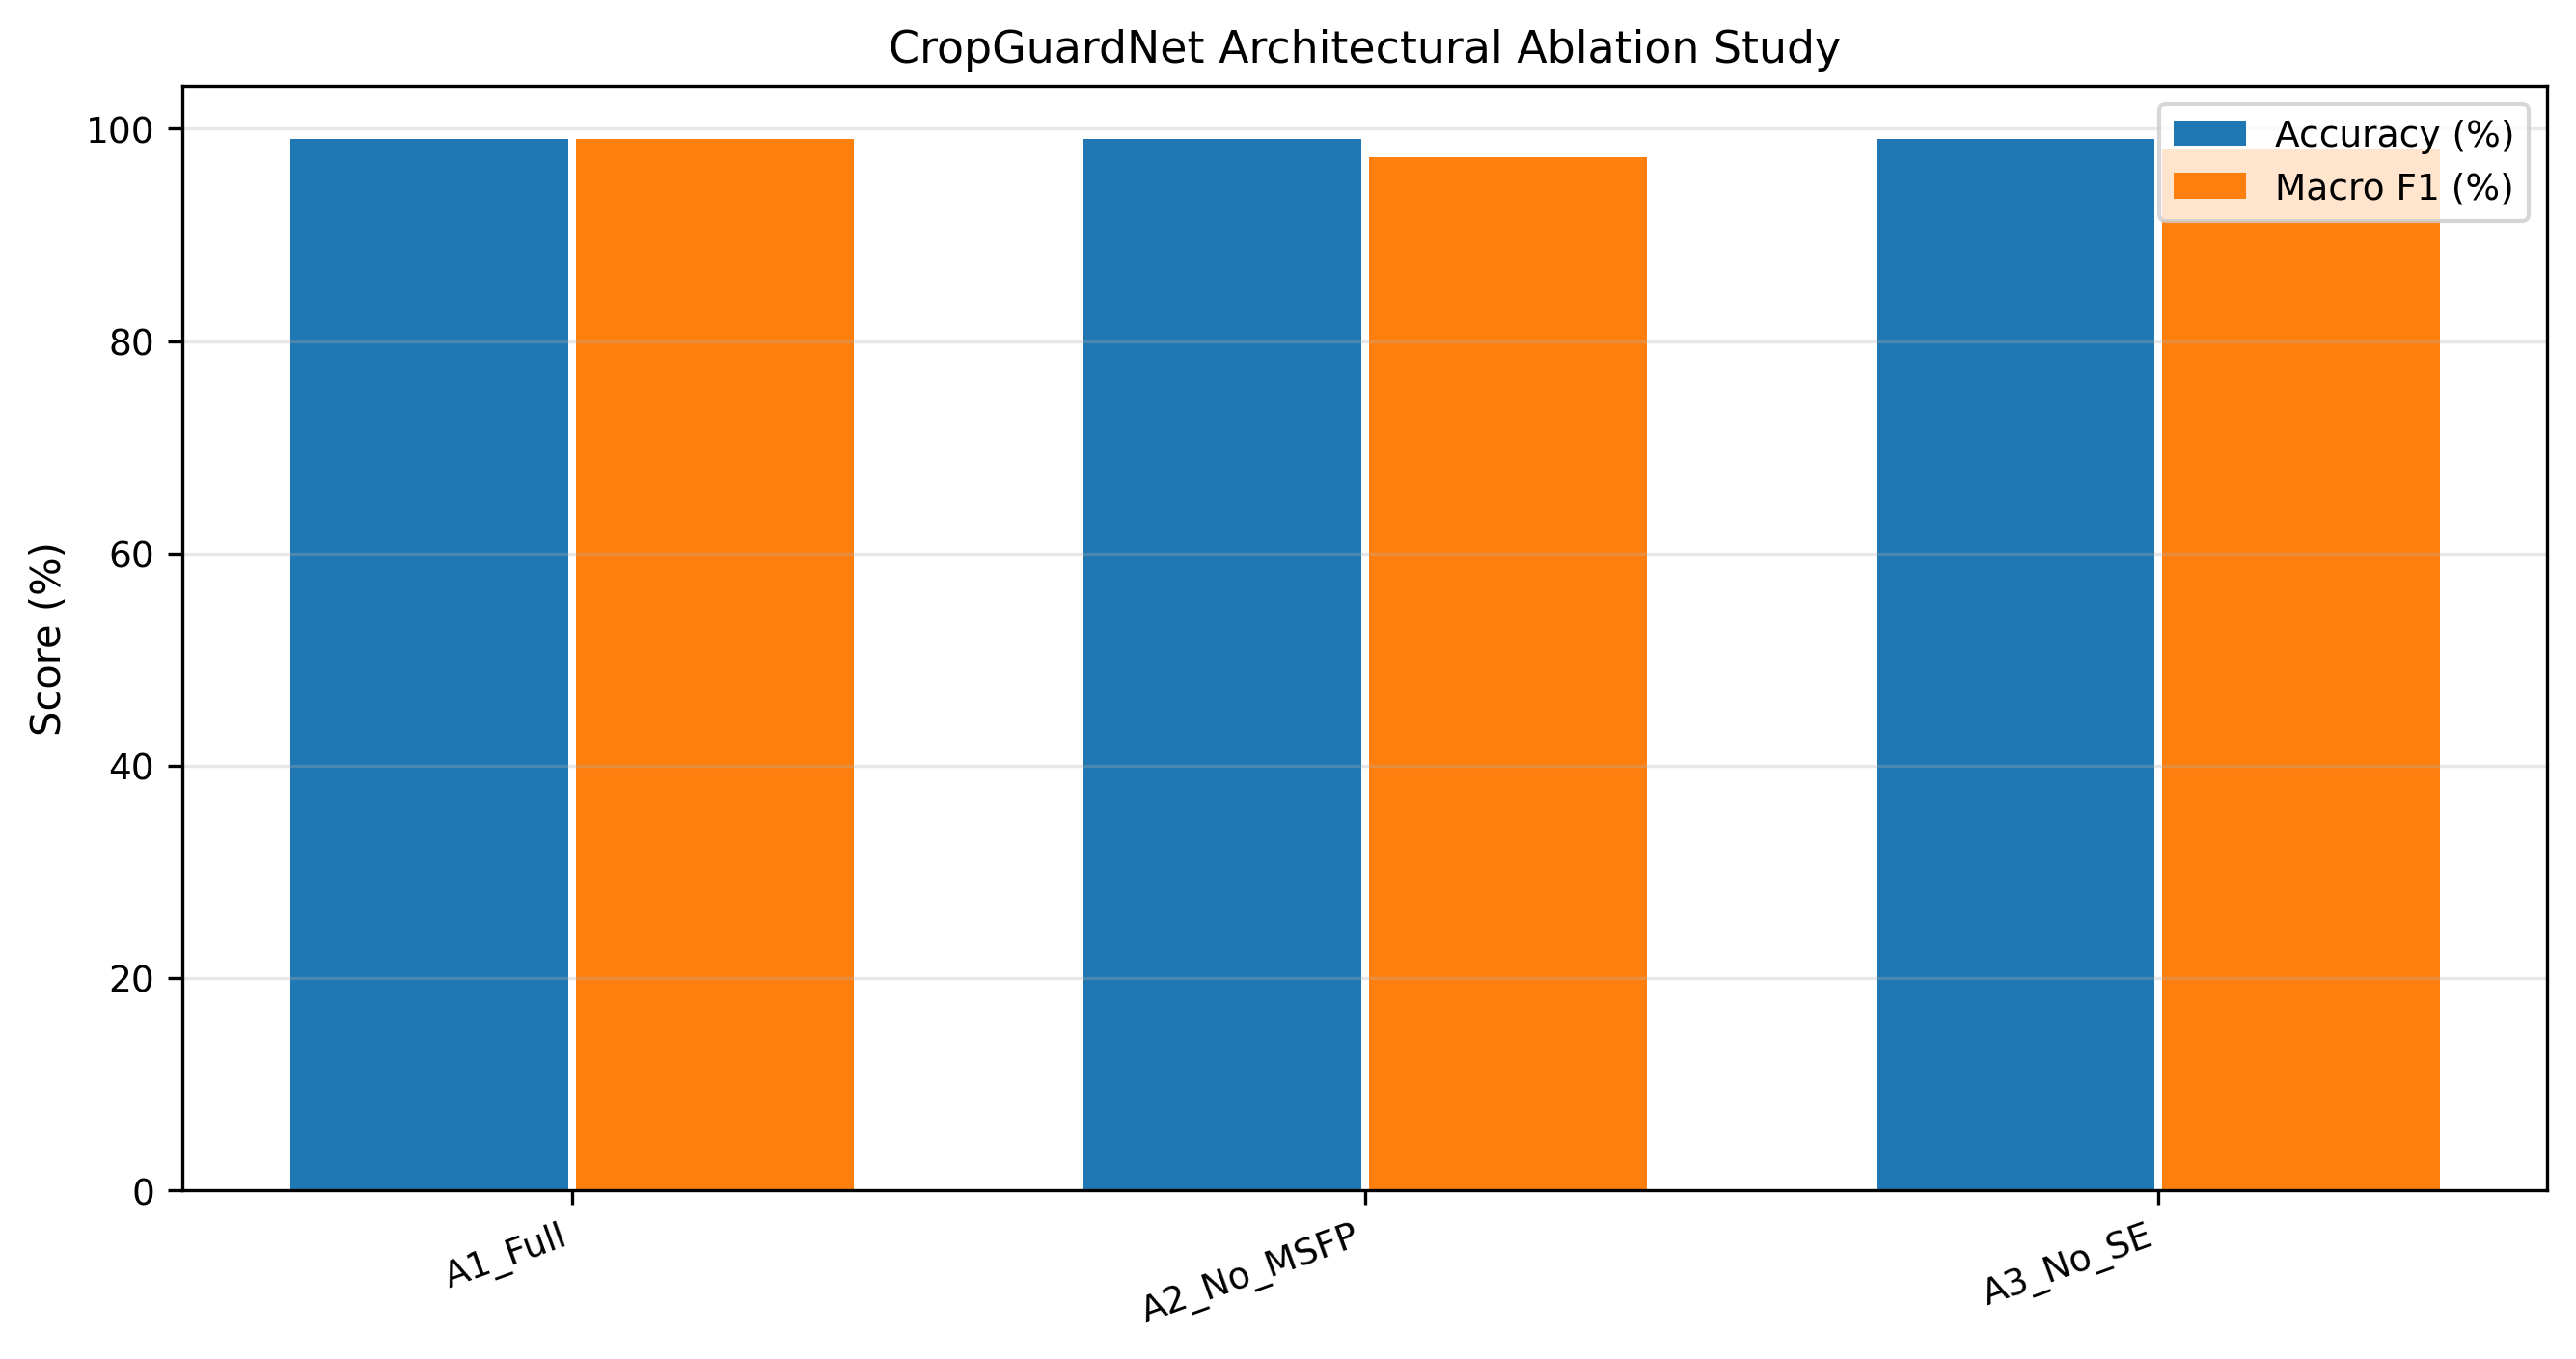 CropGuardNet Architectural Ablation Study
Accuracy (%)
Macro F1 (%)
Score (%)
100
80
60
40
20
0
A1_Full
A2_No_MSFP
A3_No_SE